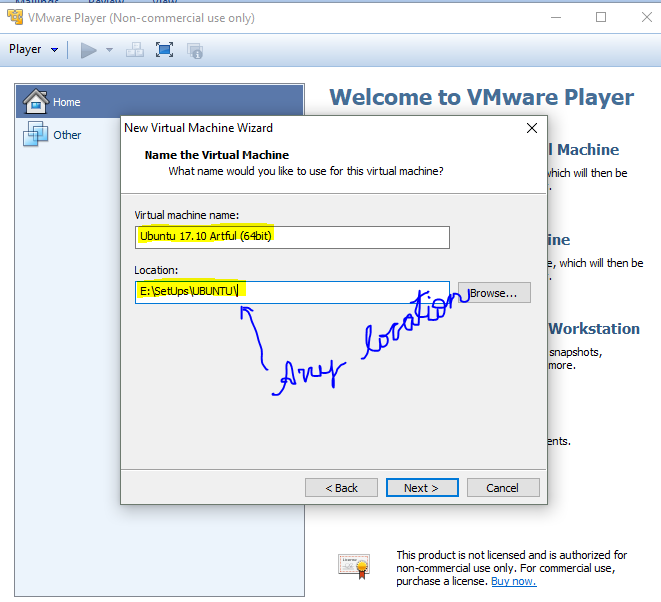 VMware Player (Non-commercial use only)
Player
Home
Other
Welcome to VMware Player
l Machine
which will then be
.
ine
e, which will then be
.
Workstation
snapshots,
more.
ents.
New Virtual Machine Wizard
Name the Virtual Machine
What name would you like to use for this virtual machine?
Virtual machine name:
Ubuntu 17.10 Artful (64bit)
Location:
E:\SetUps\UBUNTU\
Browse...
Any location
< Back
Next >
Cancel
This product is not licensed and is authorized for
non-commercial use only. For commercial use,
purchase a license. Buy now.